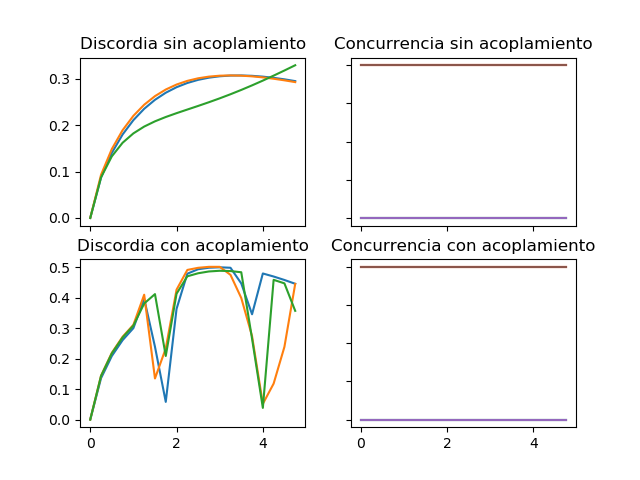 Discordia sin acoplamiento
Concurrencia sin acoplamiento
0.3
0.2
0.1
0.0
Discordia con acoplamiento
Concurrencia con acoplamiento
0.5
0.4
0.3
0.2
0.1
0.0
0 2 4
0 2 4